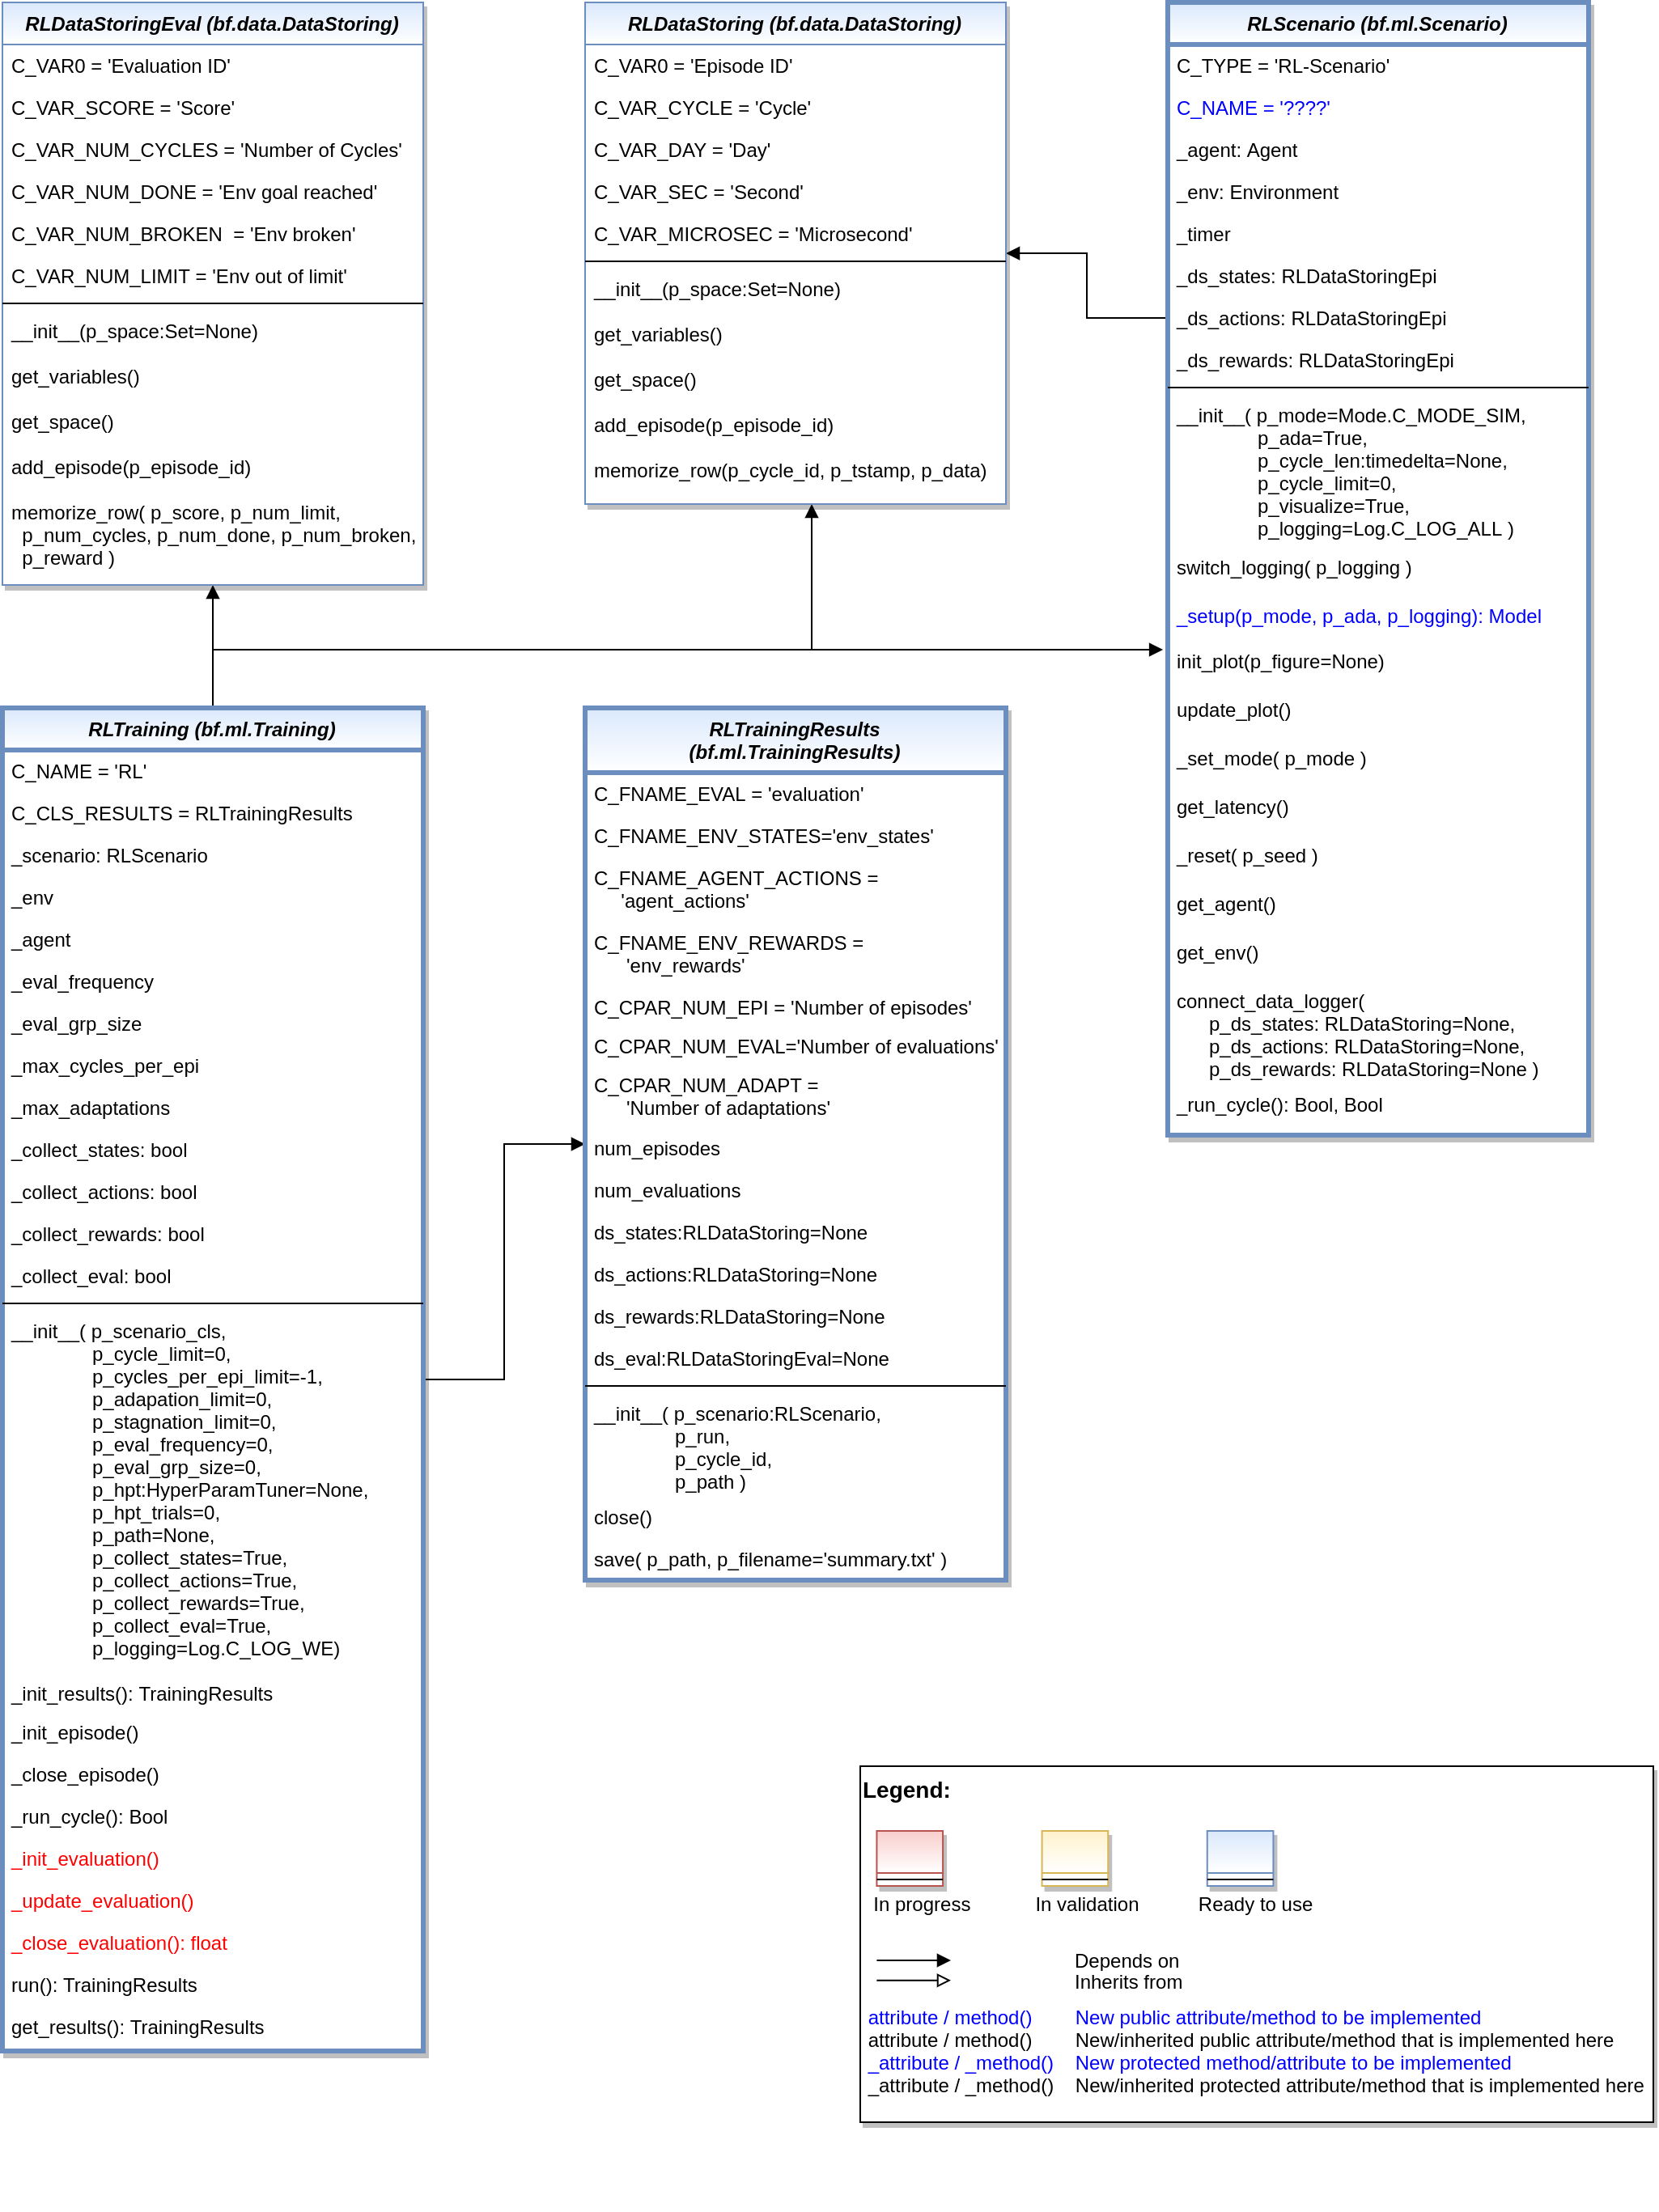 RLDataStoringEval (bf.data.DataStoring)
C_VAR0 = 'Evaluation ID'
C_VAR_SCORE = 'Score'
C_VAR_NUM_CYCLES = 'Number of Cycles'
C_VAR_NUM_DONE = 'Env goal reached'
C_VAR_NUM_BROKEN  = 'Env broken'
C_VAR_NUM_LIMIT = 'Env out of limit'
__init__(p_space:Set=None)
get_variables()
get_space()
add_episode(p_episode_id)
memorize_row( p_score, p_num_limit,
p_num_cycles, p_num_done, p_num_broken,
p_reward )
RLDataStoring (bf.data.DataStoring)
C_VAR0 = 'Episode ID'
C_VAR_CYCLE = 'Cycle'
C_VAR_DAY = 'Day'
C_VAR_SEC = 'Second'
C_VAR_MICROSEC = 'Microsecond'
__init__(p_space:Set=None)
get_variables()
get_space()
add_episode(p_episode_id)
memorize_row(p_cycle_id, p_tstamp, p_data)
RLScenario (bf.ml.Scenario)
C_TYPE = 'RL-Scenario'
C_NAME = '????'
_agent: Agent
_env: Environment
_timer
_ds_states: RLDataStoringEpi
_ds_actions: RLDataStoringEpi
_ds_rewards: RLDataStoringEpi
__init__( p_mode=Mode.C_MODE_SIM,
p_ada=True,
p_cycle_len:timedelta=None,
p_cycle_limit=0,
p_visualize=True,
p_logging=Log.C_LOG_ALL )
switch_logging( p_logging )
_setup(p_mode, p_ada, p_logging): Model
init_plot(p_figure=None)
update_plot()
_set_mode( p_mode )
get_latency()
_reset( p_seed )
get_agent()
get_env()
connect_data_logger(
p_ds_states: RLDataStoring=None,
p_ds_actions: RLDataStoring=None,
p_ds_rewards: RLDataStoring=None )
_run_cycle(): Bool, Bool
RLTraining (bf.ml.Training)
C_NAME = 'RL'
C_CLS_RESULTS = RLTrainingResults
_scenario: RLScenario
_env
_agent
_eval_frequency
_eval_grp_size
_max_cycles_per_epi
_max_adaptations
_collect_states: bool
_collect_actions: bool
_collect_rewards: bool
_collect_eval: bool
__init__( p_scenario_cls,
p_cycle_limit=0,
p_cycles_per_epi_limit=-1,
p_adapation_limit=0,
p_stagnation_limit=0,
p_eval_frequency=0,
p_eval_grp_size=0,
p_hpt:HyperParamTuner=None,
p_hpt_trials=0,
p_path=None,
p_collect_states=True,
p_collect_actions=True,
p_collect_rewards=True,
p_collect_eval=True,
p_logging=Log.C_LOG_WE)
_init_results(): TrainingResults
_init_episode()
_close_episode()
_run_cycle(): Bool
_init_evaluation()
_update_evaluation()
_close_evaluation(): float
run(): TrainingResults
get_results(): TrainingResults
RLTrainingResults
(bf.ml.TrainingResults)
C_FNAME_EVAL = 'evaluation'
C_FNAME_ENV_STATES='env_states'
C_FNAME_AGENT_ACTIONS =
'agent_actions'
C_FNAME_ENV_REWARDS =
'env_rewards'
C_CPAR_NUM_EPI = 'Number of episodes'
C_CPAR_NUM_EVAL='Number of evaluations'
C_CPAR_NUM_ADAPT =
'Number of adaptations'
num_episodes
num_evaluations
ds_states:RLDataStoring=None
ds_actions:RLDataStoring=None
ds_rewards:RLDataStoring=None
ds_eval:RLDataStoringEval=None
__init__( p_scenario:RLScenario,
p_run,
p_cycle_id,
p_path )
close()
save( p_path, p_filename='summary.txt' )
Legend:
In progress
In validation
Ready to use
Depends on
Inherits from
attribute / method() New public attribute/method to be implemented
attribute / method() New/inherited public attribute/method that is implemented here
_attribute / _method() New protected method/attribute to be implemented
_attribute / _method() New/inherited protected attribute/method that is implemented here